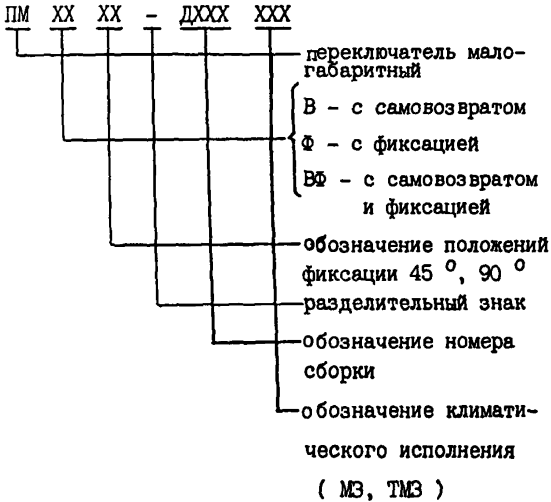 ПМ ХХ ХХ - ДХХХ ХХХ
переключатель мало-
габаритный
В - с самовозвратом
Ф - с фиксацией
ВФ - с самовозвратом
и фиксацией
обозначение положений
фиксации 45 °, 90 °
разделительный знак
обозначение номера
сборки
обозначение климати-
ческого исполнения
( М3, ТМ3 )